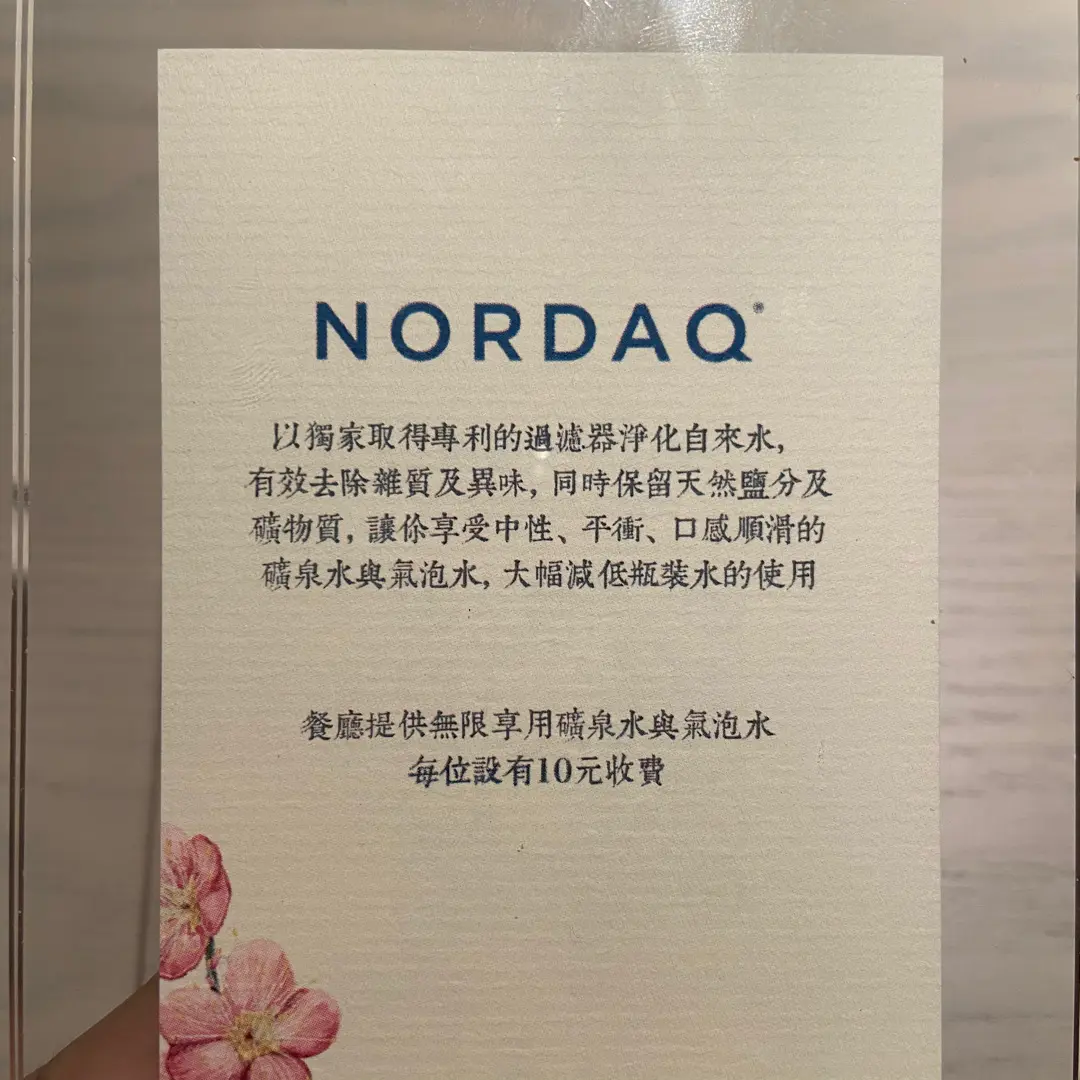 NORDAQ®
以獨家取得專利的過濾器淨化自來水,
有效去除雜質及異味, 同時保留天然鹽分及
礦物質, 讓你享受中性、平衡、口感順滑的
礦泉水與氣泡水, 大幅減低瓶裝水的使用
餐廳提供無限享用礦泉水與氣泡水
每位設有10元收費